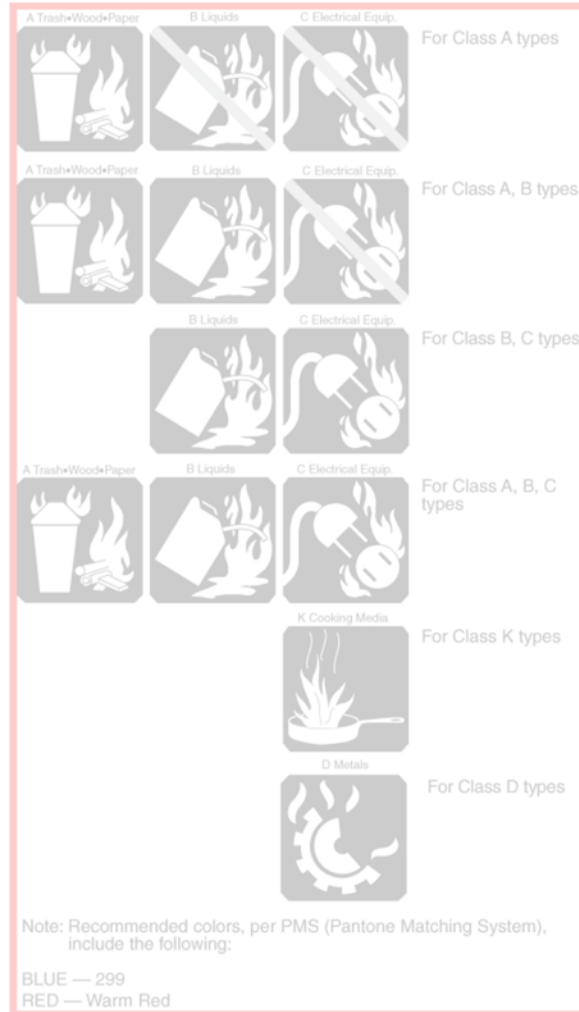 A Trash•Wood•Paper B Liquids C Electrical Equip.
For Class A types
A Trash•Wood•Paper B Liquids C Electrical Equip.
For Class A, B types
B Liquids C Electrical Equip.
For Class B, C types
A Trash•Wood•Paper B Liquids C Electrical Equip.
For Class A, B, C
types
K Cooking Media
For Class K types
D Metals
For Class D types
Note: Recommended colors, per PMS (Pantone Matching System),
include the following:
BLUE — 299
RED — Warm Red